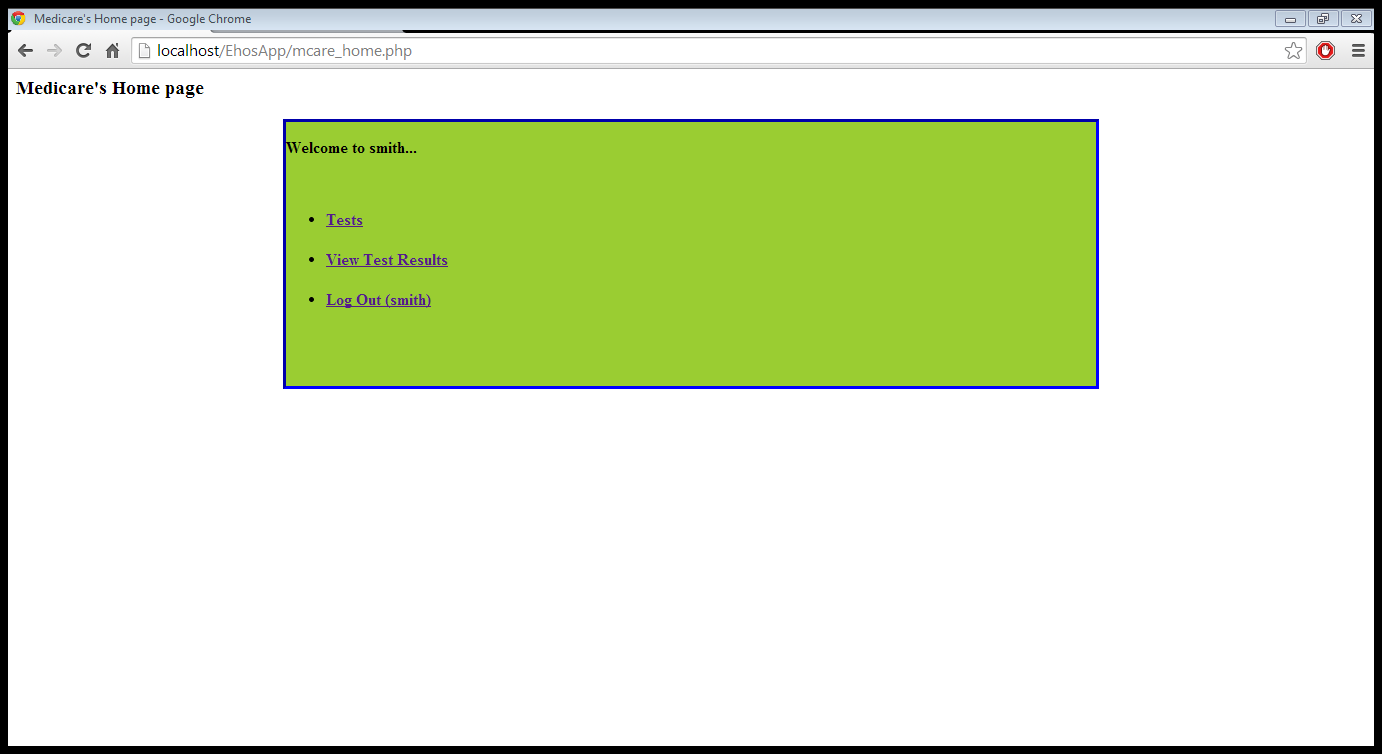 Medicare's Home page - Google Chrome
localhost/EhosApp/mcare_home.php
Medicare's Home page
Welcome to smith...
Tests
View Test Results
Log Out (smith)